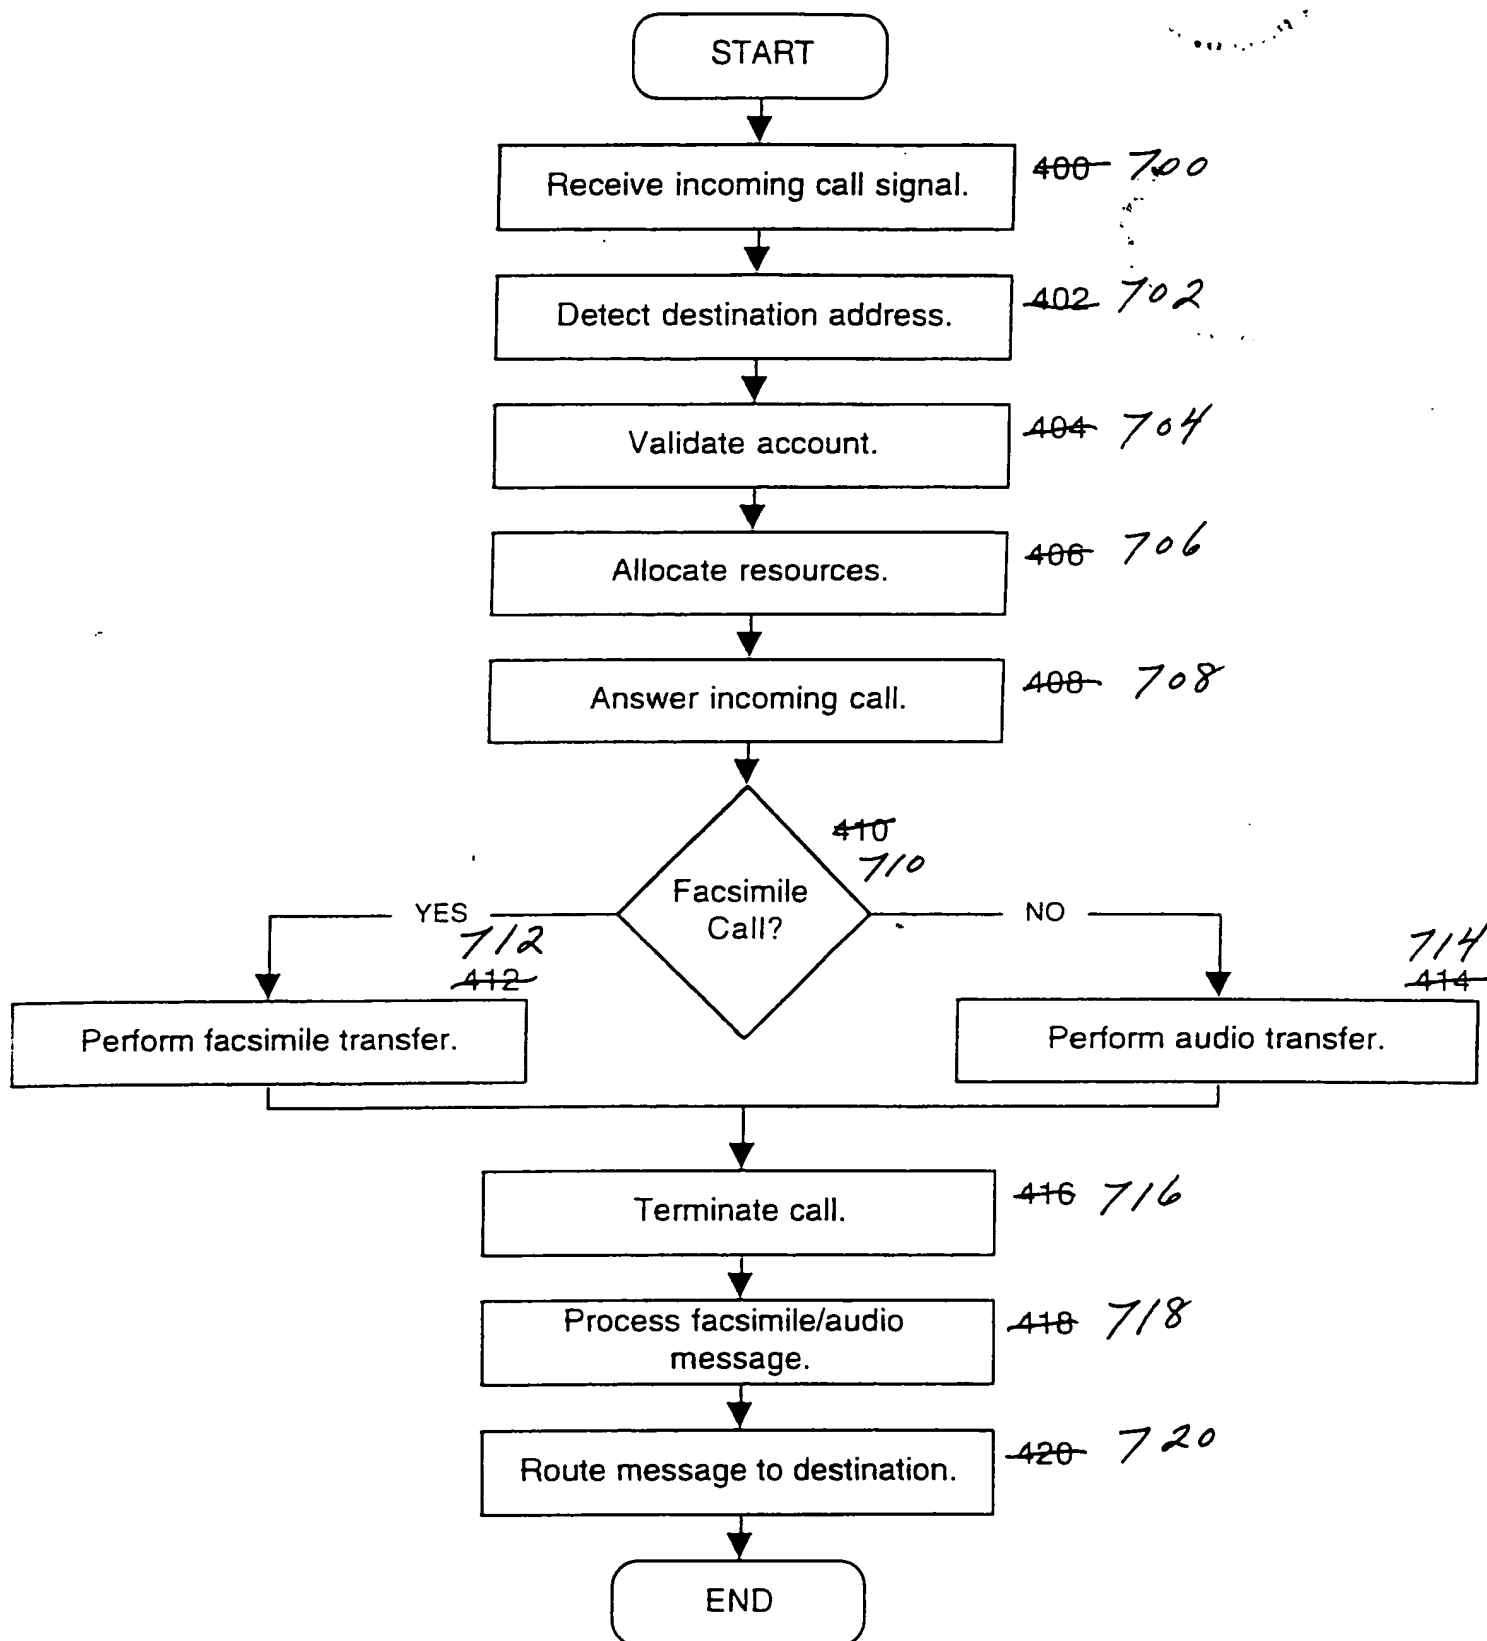 START
Receive incoming call signal.
400 700
Detect destination address.
402 702
Validate account.
404 704
Allocate resources.
406 706
Answer incoming call.
408 708
410
710
Facsimile
Call?
YES
NO
712
412
714
414
Perform facsimile transfer.
Perform audio transfer.
Terminate call.
416 716
Process facsimile/audio
message.
418 718
Route message to destination.
420 720
END